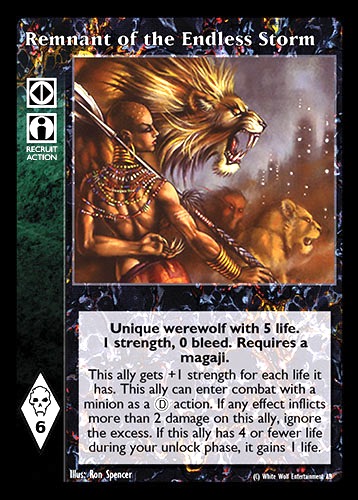 Remnant of the Endless Storm
RECRUIT
ACTION
Unique werewolf with 5 life.
1 strength, 0 bleed. Requires a
magaji.
This ally gets +1 strength for each life it
has. This ally can enter combat with a
minion as a Ⓓ action. If any effect inflicts
more than 2 damage on this ally, ignore
the excess. If this ally has 4 or fewer life
during your unlock phase, it gains 1 life.
6
Illus: Ron Spencer
(C) White Wolf Entertainment AB